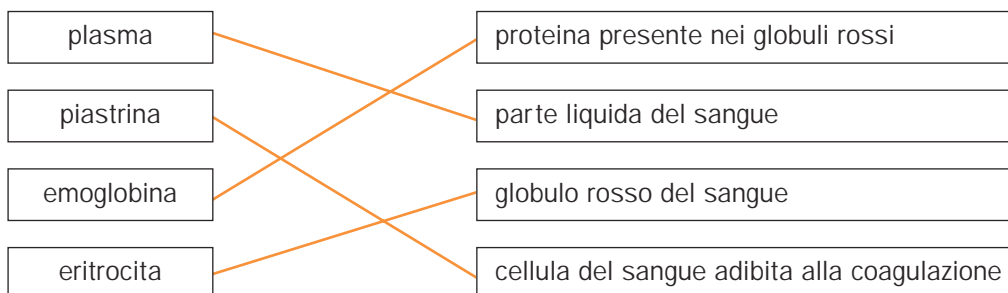 plasma
proteina presente nei globuli rossi
piastrina
parte liquida del sangue
emoglobina
globulo rosso del sangue
eritrocita
cellula del sangue adibita alla coagulazione